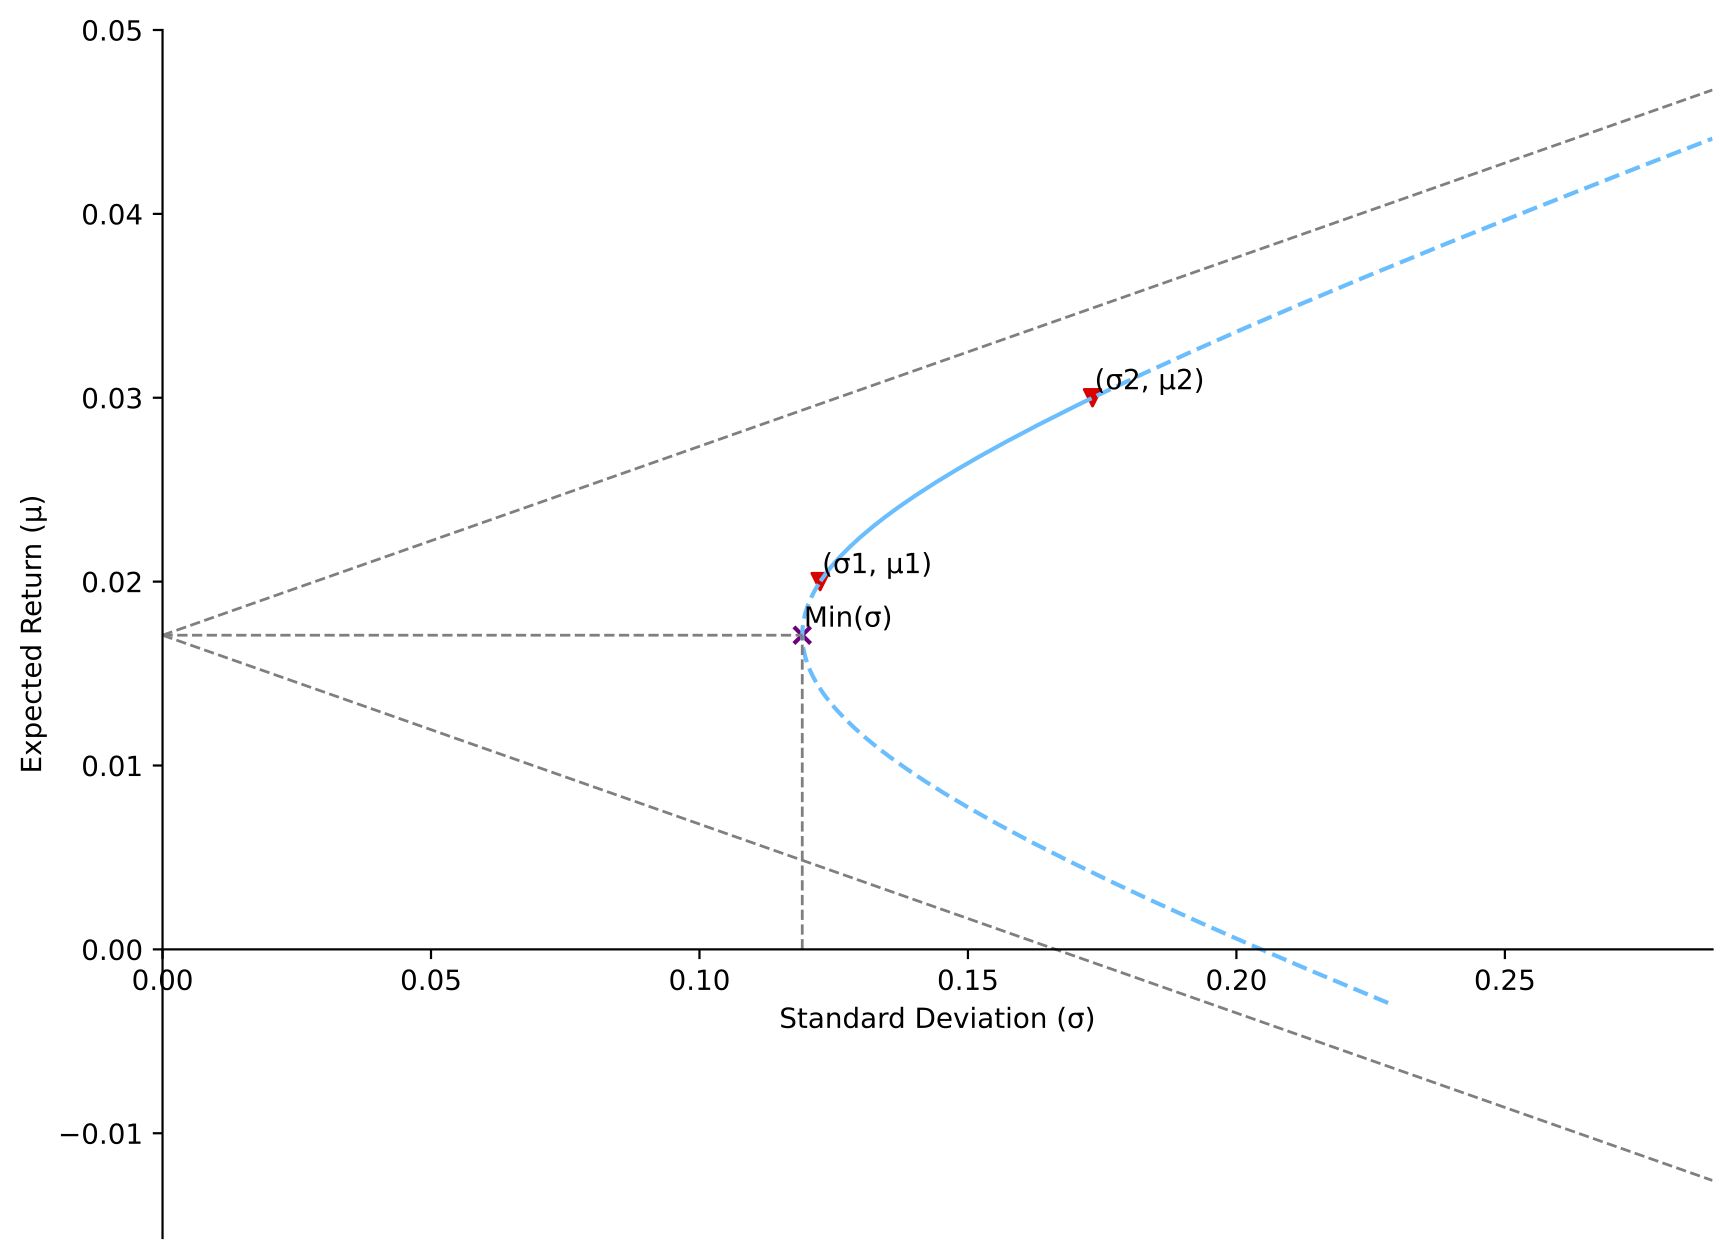 0.05
0.04
0.03
0.02
0.01
0.00
−0.01
Expected Return (μ)
(σ2, μ2)
(σ1, μ1)
Min(σ)
0.00 0.05 0.10 0.15 0.20 0.25
Standard Deviation (σ)